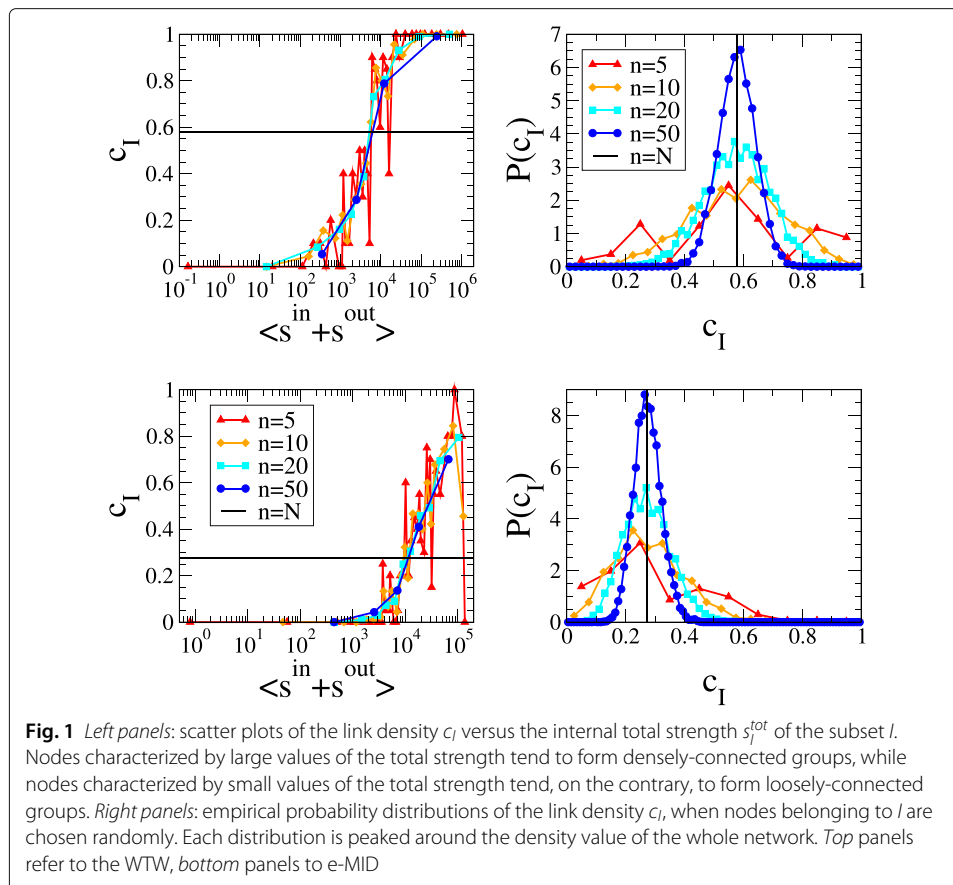 1
0.8
0.6
0.4
0.2
0
c_I
10^-1 10^0 10^1 10^2 10^3 10^4 10^5 10^6
<s^in + s^out>
7
6
5
4
3
2
1
0
P(c_I)
n=5
n=10
n=20
n=50
n=N
0 0.2 0.4 0.6 0.8 1
c_I
1
0.8
0.6
0.4
0.2
0
c_I
n=5
n=10
n=20
n=50
n=N
10^0 10^1 10^2 10^3 10^4 10^5
<s^in + s^out>
8
6
4
2
0
P(c_I)
n=5
n=10
n=20
n=50
n=N
0 0.2 0.4 0.6 0.8 1
c_I
Fig. 1 Left panels: scatter plots of the link density c_I versus the internal total strength s_I^tot of the subset I.
Nodes characterized by large values of the total strength tend to form densely-connected groups, while
nodes characterized by small values of the total strength tend, on the contrary, to form loosely-connected
groups. Right panels: empirical probability distributions of the link density c_I, when nodes belonging to I are
chosen randomly. Each distribution is peaked around the density value of the whole network. Top panels
refer to the WTW, bottom panels to e-MID